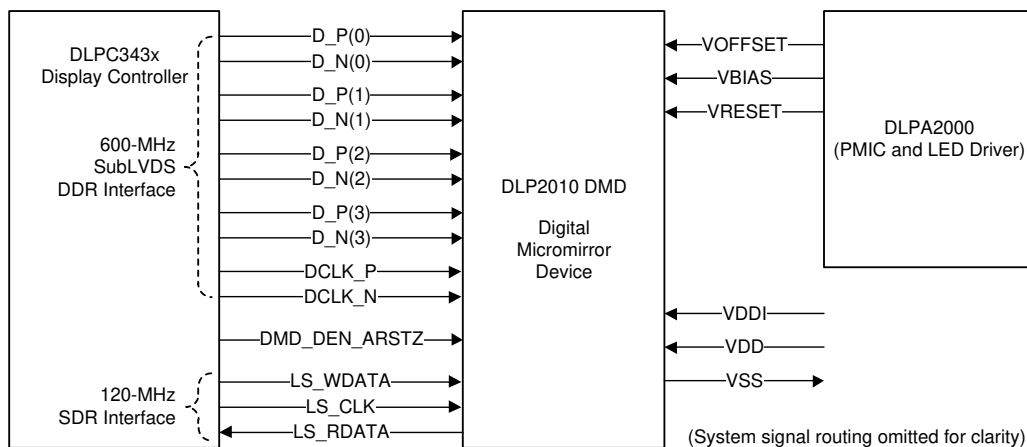 DLPC343x
Display Controller
600-MHz
SubLVDS
DDR Interface
120-MHz
SDR Interface
D_P(0)
D_N(0)
D_P(1)
D_N(1)
D_P(2)
D_N(2)
D_P(3)
D_N(3)
DCLK_P
DCLK_N
DMD_DEN_ARSTZ
LS_WDATA
LS_CLK
LS_RDATA
DLP2010 DMD
Digital
Micromirror
Device
VOFFSET
VBIAS
VRESET
DLPA2000
(PMIC and LED Driver)
VDDI
VDD
VSS
(System signal routing omitted for clarity)